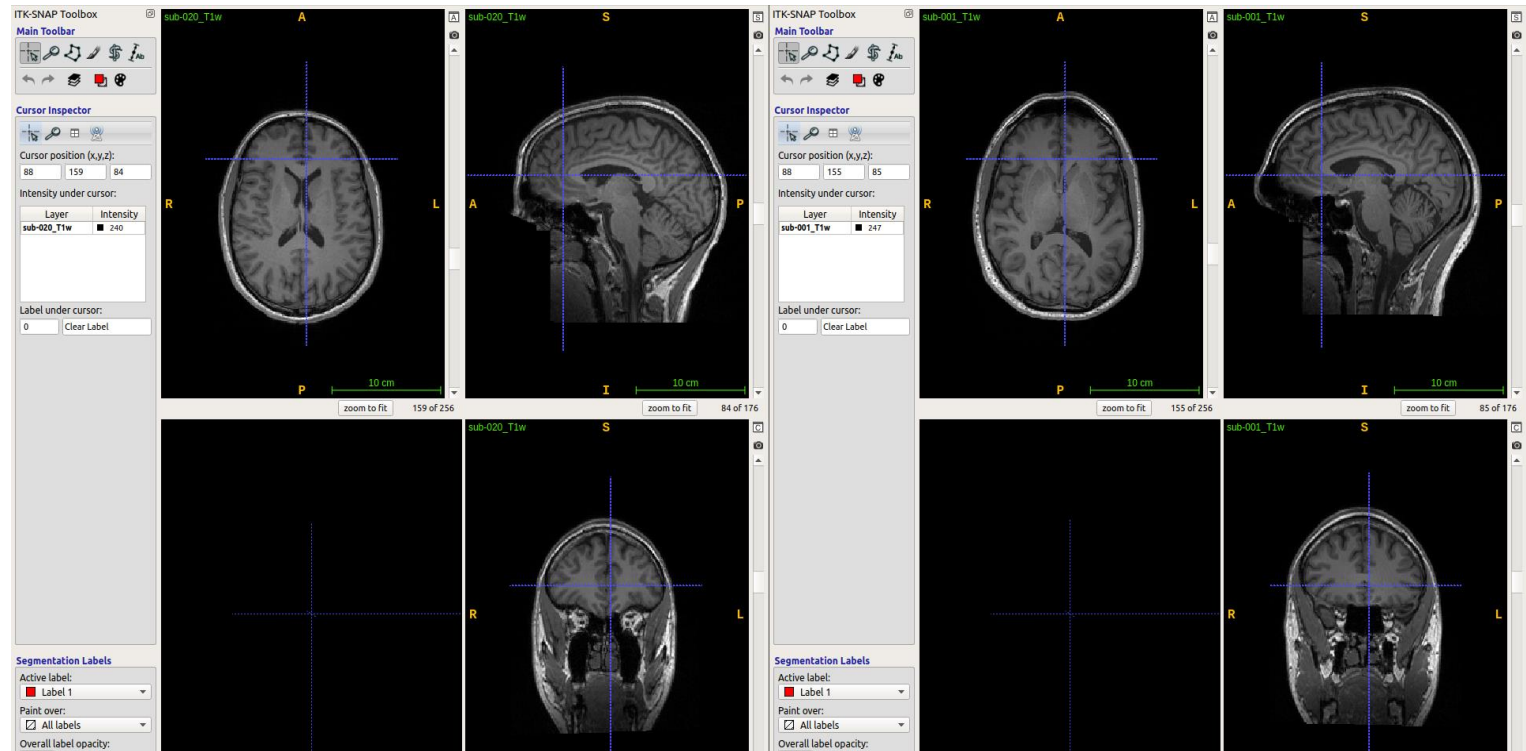 ITK-SNAP Toolbox
Main Toolbar
Ab
Cursor Inspector
Cursor position (x,y,z):
88 159 84
Intensity under cursor:
Layer Intensity
sub-020_T1w 240
Label under cursor:
0 Clear Label
Segmentation Labels
Active label:
Label 1
Paint over:
All labels
Overall label opacity:
sub-020_T1w
A
R
L
P
10 cm
A
zoom to fit 159 of 256
sub-020_T1w
S
A
P
I
10 cm
S
zoom to fit 84 of 176
sub-020_T1w
S
R
L
C
ITK-SNAP Toolbox
Main Toolbar
Ab
Cursor Inspector
Cursor position (x,y,z):
88 155 85
Intensity under cursor:
Layer Intensity
sub-001_T1w 247
Label under cursor:
0 Clear Label
Segmentation Labels
Active label:
Label 1
Paint over:
All labels
Overall label opacity:
sub-001_T1w
A
R
L
P
10 cm
A
zoom to fit 155 of 256
sub-001_T1w
S
A
P
I
10 cm
S
zoom to fit 85 of 176
sub-001_T1w
S
R
L
C